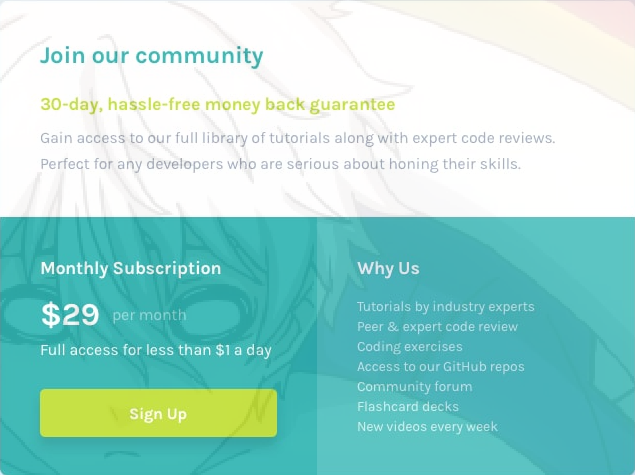 Join our community
30-day, hassle-free money back guarantee
Gain access to our full library of tutorials along with expert code reviews.
Perfect for any developers who are serious about honing their skills.
Monthly Subscription
$29 per month
Full access for less than $1 a day
Sign Up
Why Us
Tutorials by industry experts
Peer & expert code review
Coding exercises
Access to our GitHub repos
Community forum
Flashcard decks
New videos every week